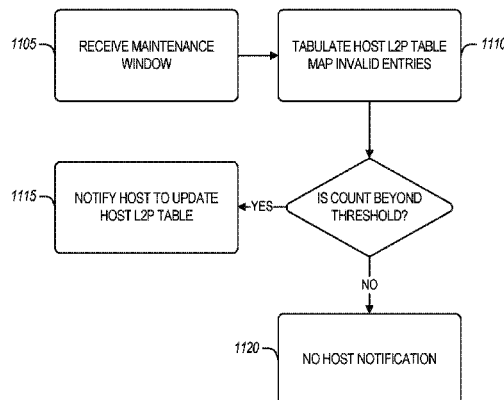 1105
RECEIVE MAINTENANCE
WINDOW
TABULATE HOST L2P TABLE
MAP INVALID ENTRIES
1110
1115
NOTIFY HOST TO UPDATE
HOST L2P TABLE
YES
IS COUNT BEYOND
THRESHOLD?
NO
1120
NO HOST NOTIFICATION